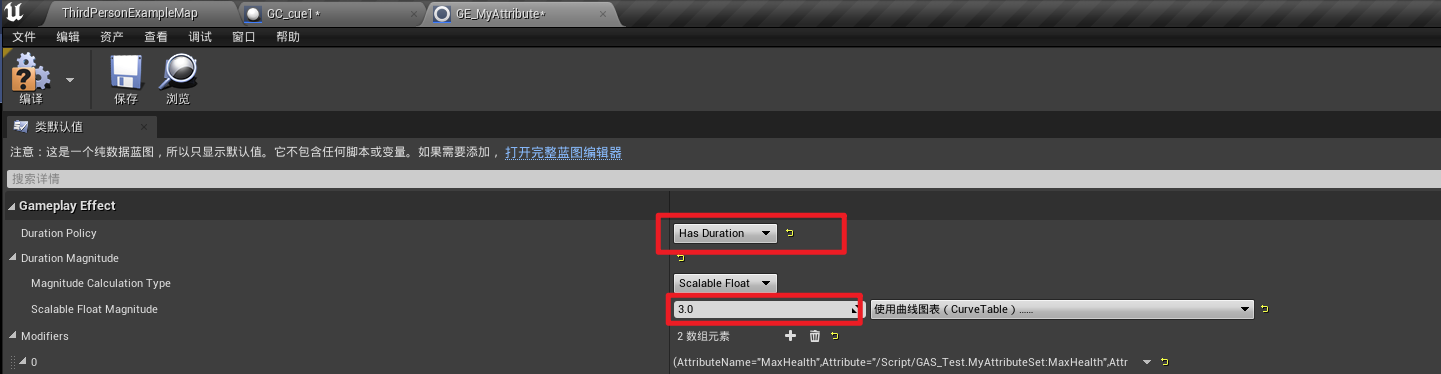 ThirdPersonExampleMap GC_cue1* GE_MyAttribute*
文件 编辑 资产 查看 调试 窗口 帮助
编译 保存 浏览
类默认值
注意：这是一个纯数据蓝图，所以只显示默认值。它不包含任何脚本或变量。如果需要添加， 打开完整蓝图编辑器
搜索详情
Gameplay Effect
Duration Policy Has Duration
Duration Magnitude
Magnitude Calculation Type Scalable Float
Scalable Float Magnitude 3.0 使用曲线图表（CurveTable）......
Modifiers 2 数组元素
0 (AttributeName="MaxHealth",Attribute="/Script/GAS_Test.MyAttributeSet:MaxHealth",Attr